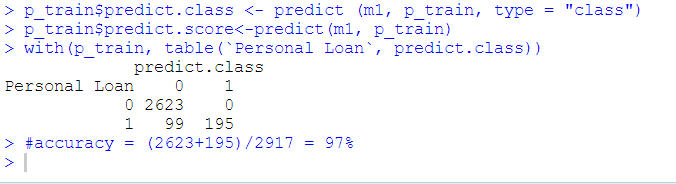 > p_train$predict.class <- predict (m1, p_train, type = "class")
> p_train$predict.score<-predict(m1, p_train)
> with(p_train, table(`Personal Loan`, predict.class))
             predict.class
Personal Loan    0    1
            0 2623    0
            1   99  195
> #accuracy = (2623+195)/2917 = 97%
>